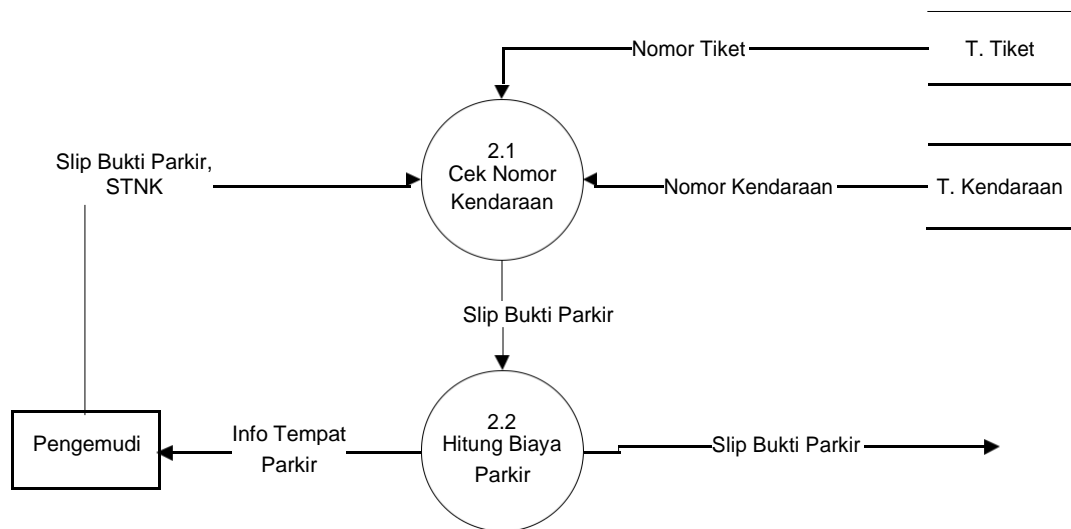 Nomor Tiket
T. Tiket
2.1
Cek Nomor
Kendaraan
Slip Bukti Parkir,
STNK
Nomor Kendaraan
T. Kendaraan
Slip Bukti Parkir
2.2
Hitung Biaya
Parkir
Pengemudi
Info Tempat
Parkir
Slip Bukti Parkir